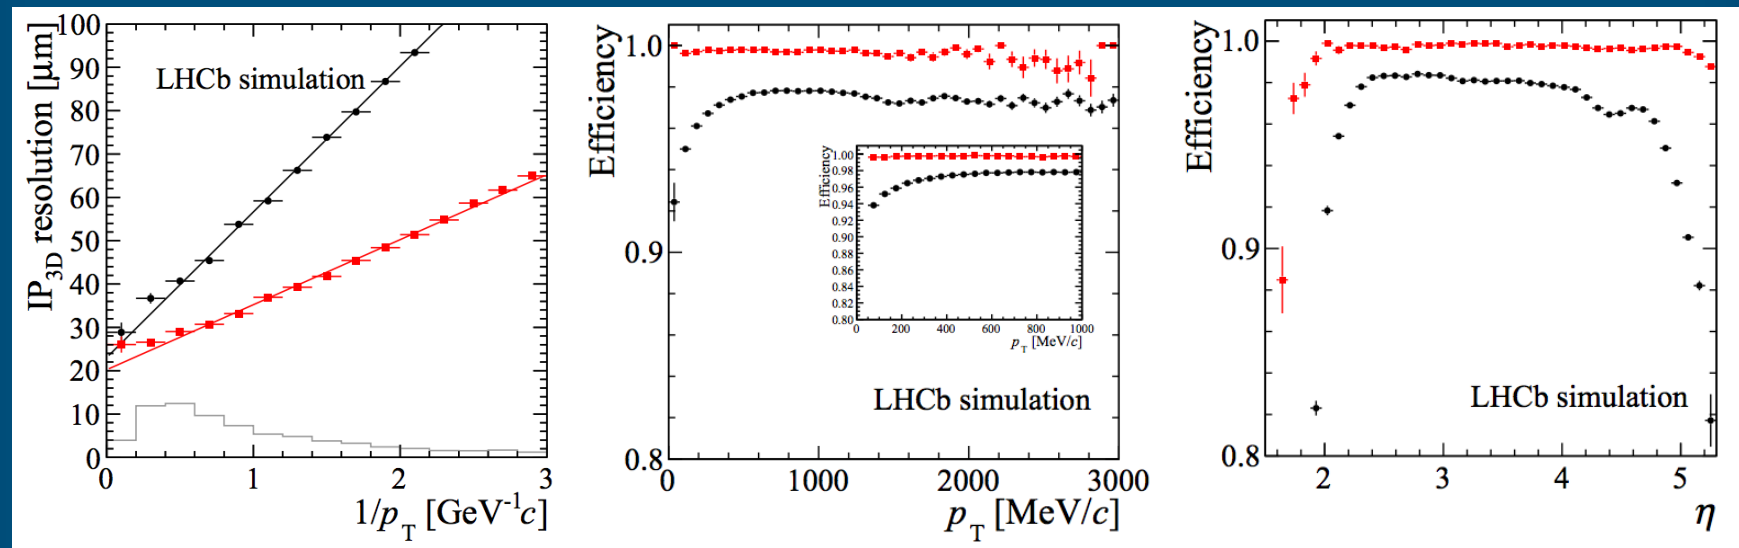 IP3D resolution [μm]
100
90
80
70
60
50
40
30
20
10
0
LHCb simulation
0 1 2 3
1/pT [GeV-1c]
Efficiency
1.0
0.9
0.8
Efficiency
1.00
0.98
0.96
0.94
0.92
0.90
0.88
0.86
0.84
0.82
0.80
0 200 400 600 800 1000
pT [MeV/c]
LHCb simulation
0 1000 2000 3000
pT [MeV/c]
Efficiency
1.0
0.9
0.8
LHCb simulation
2 3 4 5
η